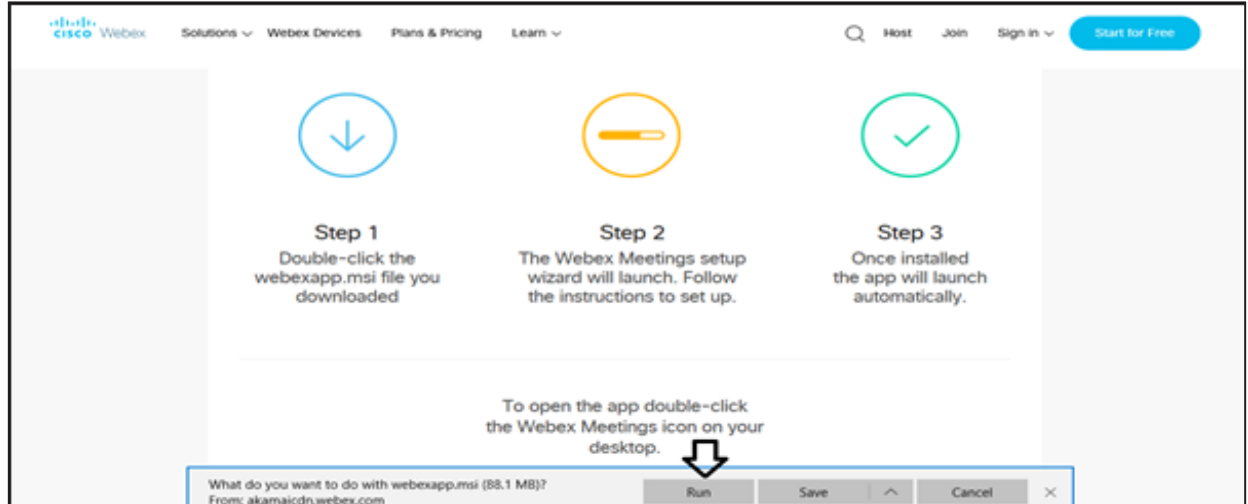 CISCO Webex Solutions Webex Devices Plans & Pricing Learn Host Join Sign in Start for Free
Step 1
Double-click the
webexapp.msi file you
downloaded
Step 2
The Webex Meetings setup
wizard will launch. Follow
the instructions to set up.
Step 3
Once installed
the app will launch
automatically.
To open the app double-click
the Webex Meetings icon on your
desktop.
What do you want to do with webexapp.msi (88.1 MB)?
From: akamaicdn.webex.com
Run Save Cancel